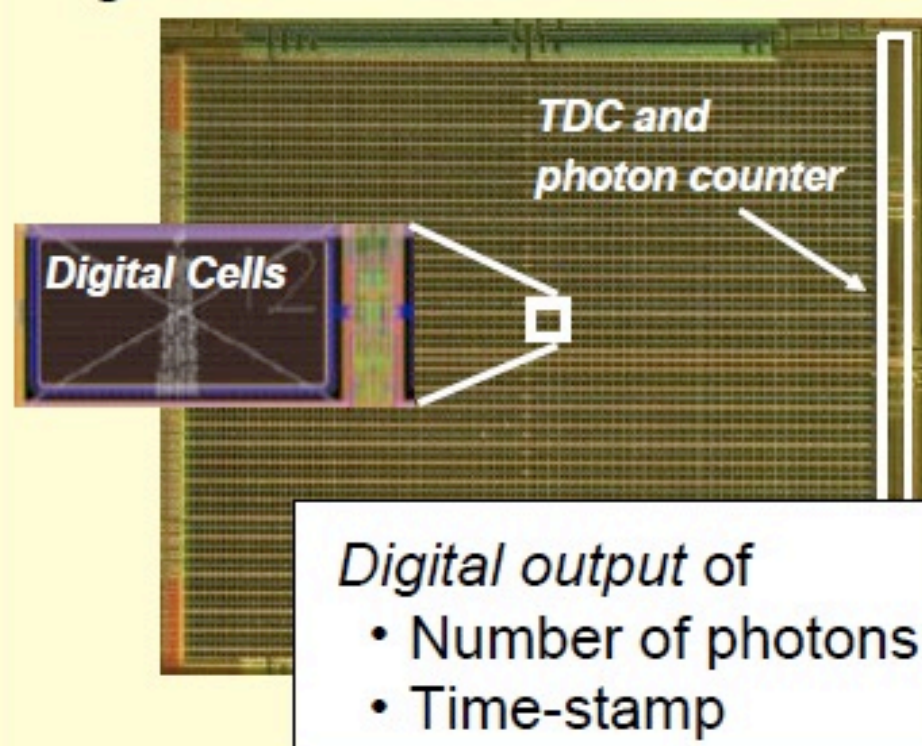 TDC and
photon counter
Digital Cells
Digital output of
• Number of photons
• Time-stamp